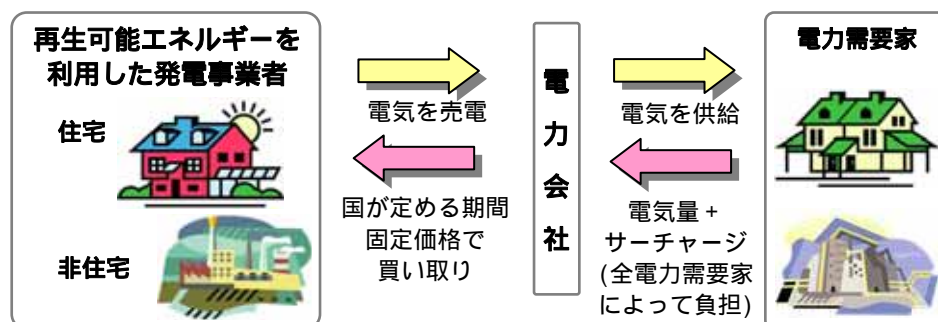 再生可能エネルギーを
利用した発電事業者
住宅
非住宅
電気を売電
国が定める期間
固定価格で
買い取り
電
力
会
社
電気を供給
電気量 +
サーチャージ
(全電力需要家
によって負担)
電力需要家